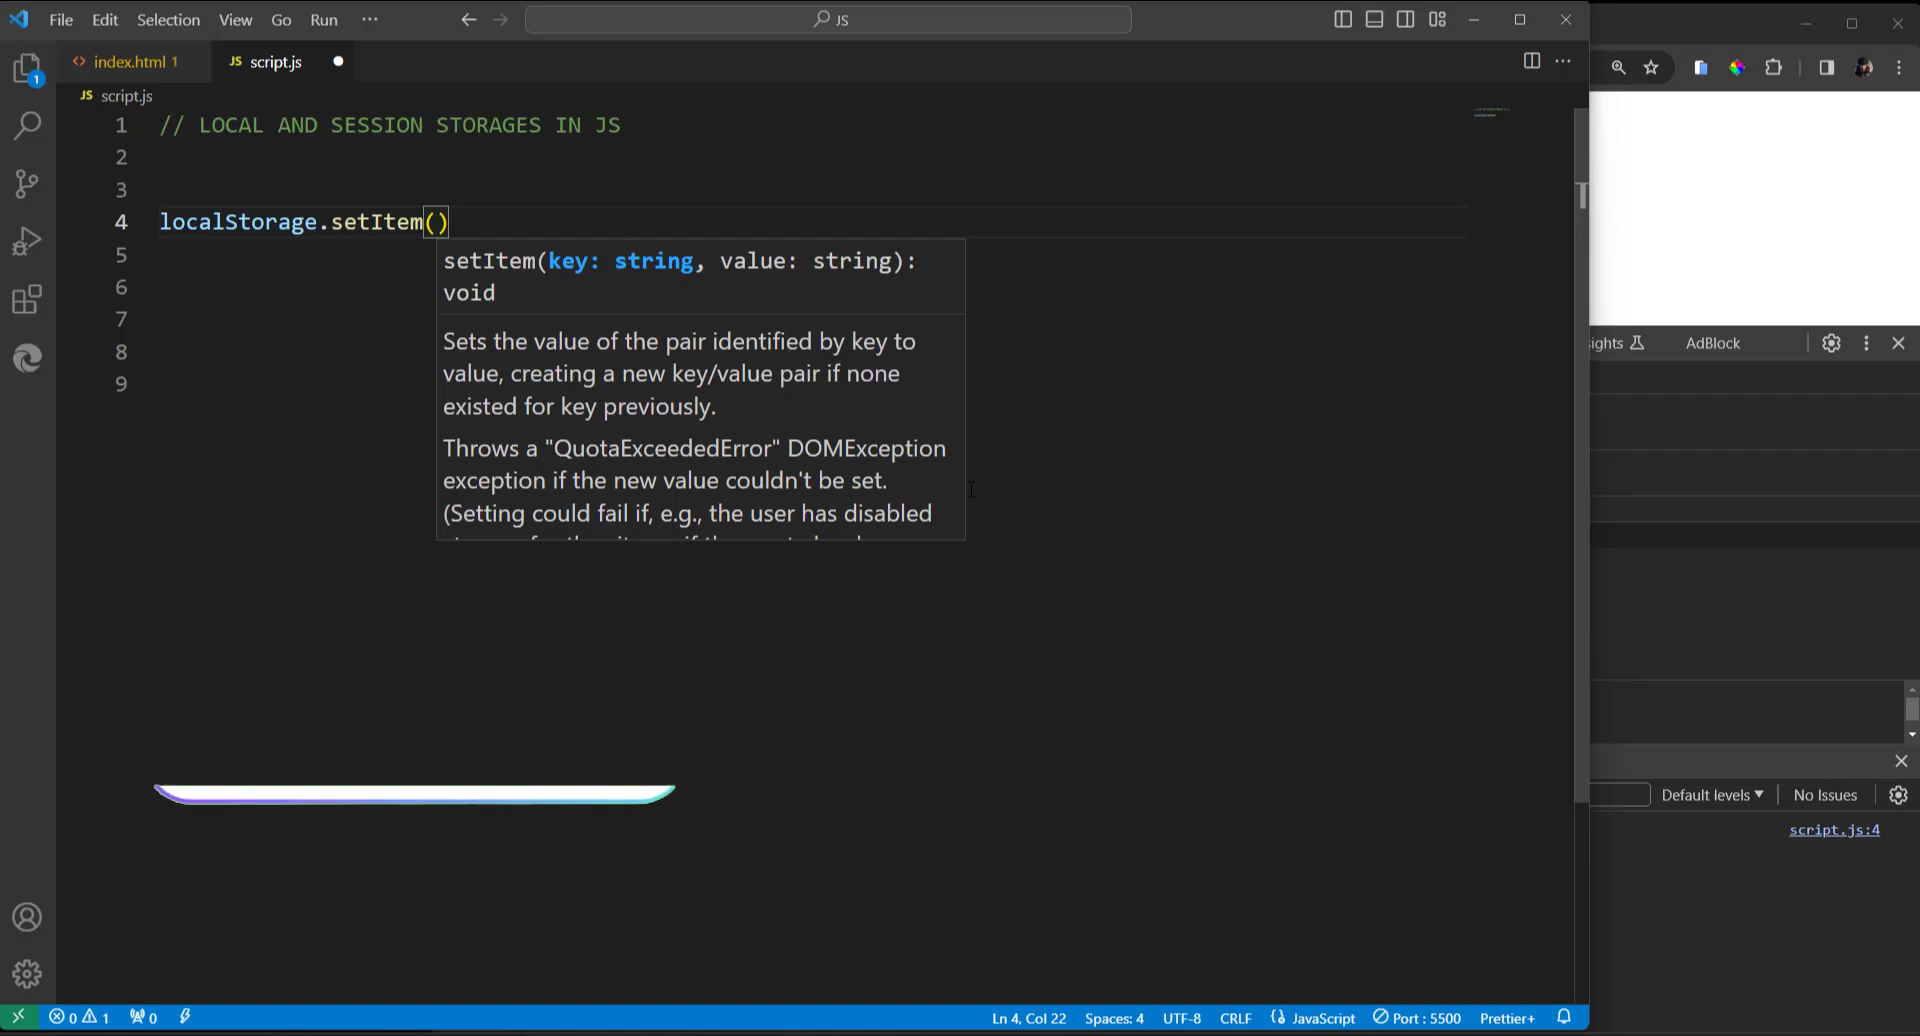 File Edit Selection View Go Run ··· JS
index.html 1 script.js
JS script.js
1 // LOCAL AND SESSION STORAGES IN JS
2
3
4 localStorage.setItem()
5
6
7
8
9
setItem(key: string, value: string):
void
Sets the value of the pair identified by key to
value, creating a new key/value pair if none
existed for key previously.
Throws a "QuotaExceededError" DOMException
exception if the new value couldn't be set.
(Setting could fail if, e.g., the user has disabled
AdBlock
Default levels No Issues
script.js:4
0 1 0 Ln 4, Col 22 Spaces: 4 UTF-8 CRLF JavaScript Port : 5500 Prettier+